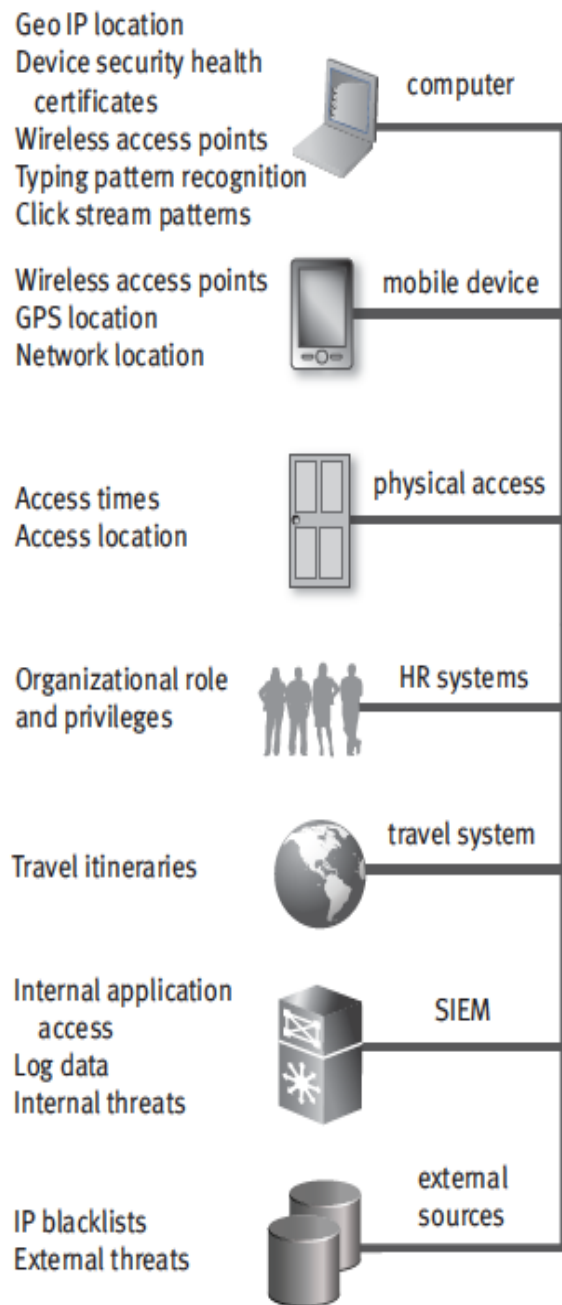 Geo IP location
Device security health
certificates
Wireless access points
Typing pattern recognition
Click stream patterns
computer
Wireless access points
GPS location
Network location
mobile device
Access times
Access location
physical access
Organizational role
and privileges
HR systems
Travel itineraries
travel system
Internal application
access
Log data
Internal threats
SIEM
IP blacklists
External threats
external
sources